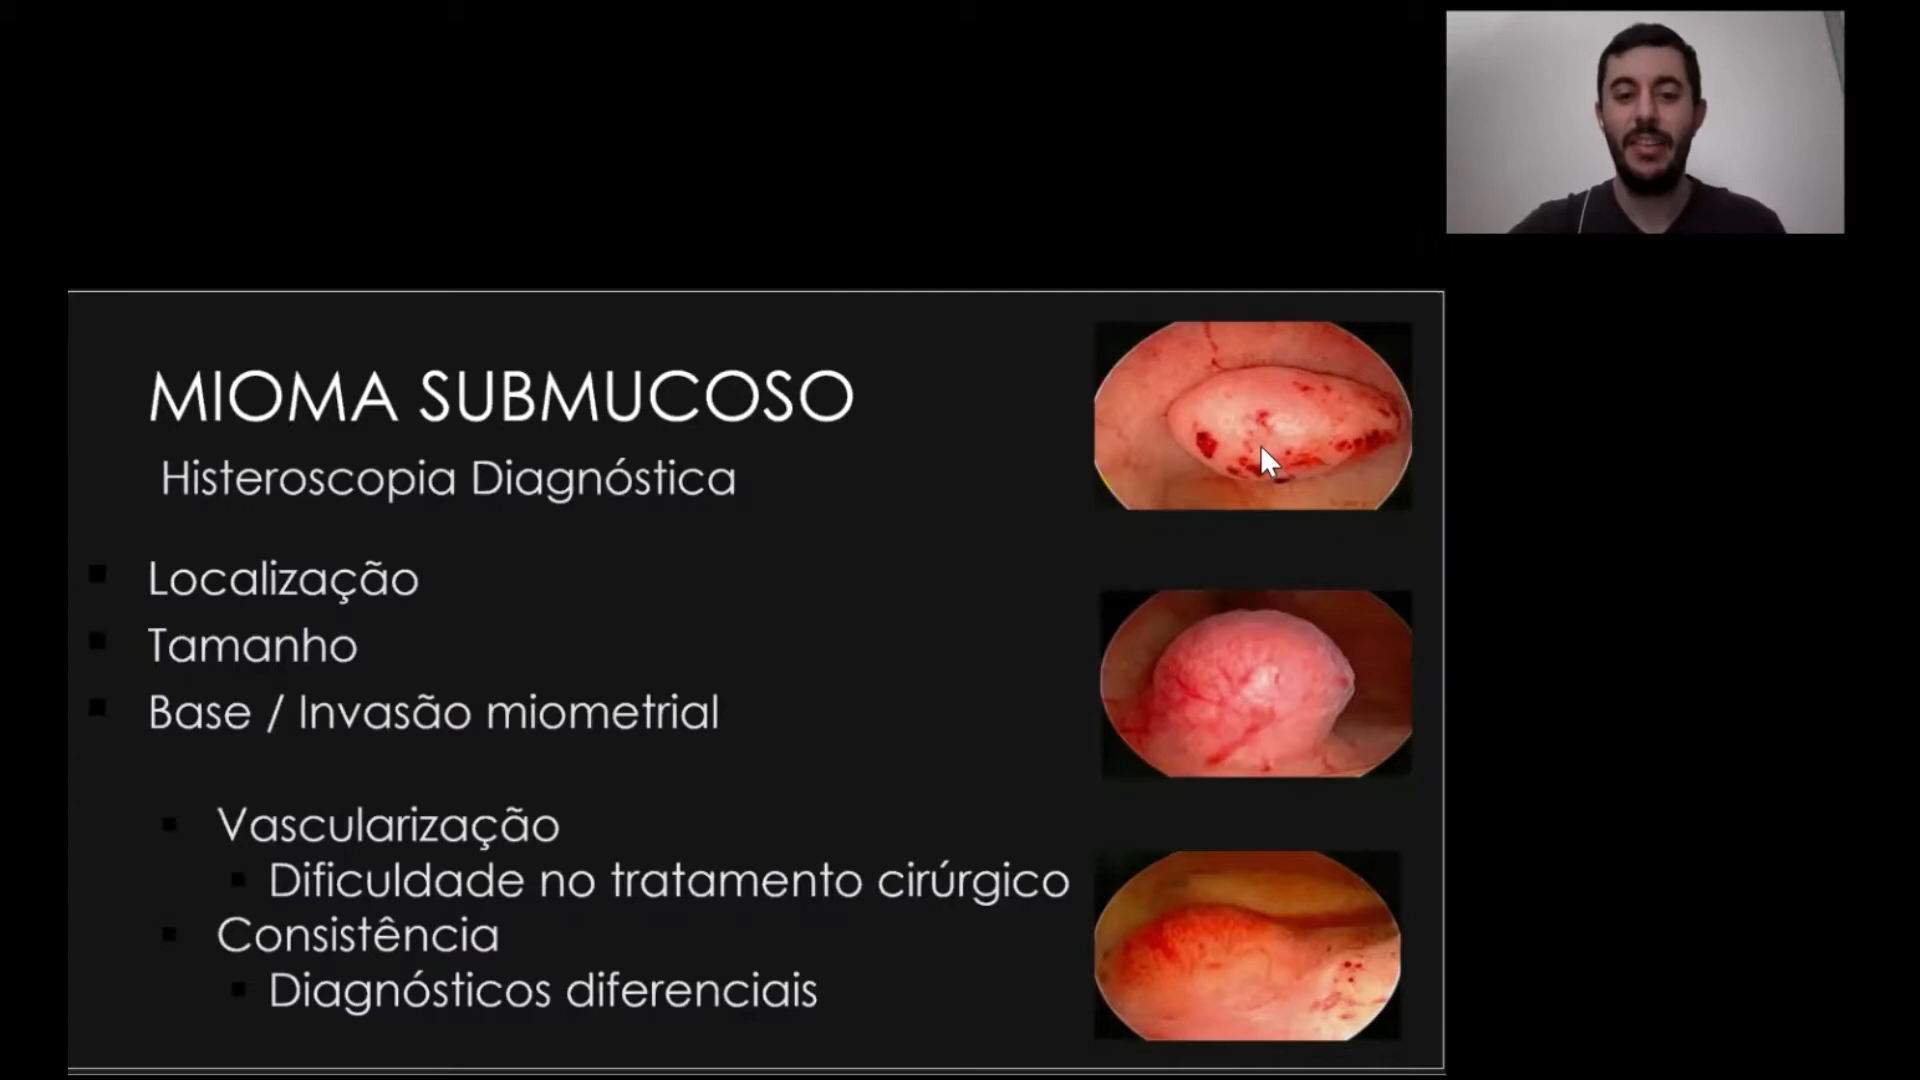 MIOMA SUBMUCOSO
Histeroscopia Diagnóstica
Localização
Tamanho
Base / Invasão miometrial
Vascularização
Dificuldade no tratamento cirúrgico
Consistência
Diagnósticos diferenciais